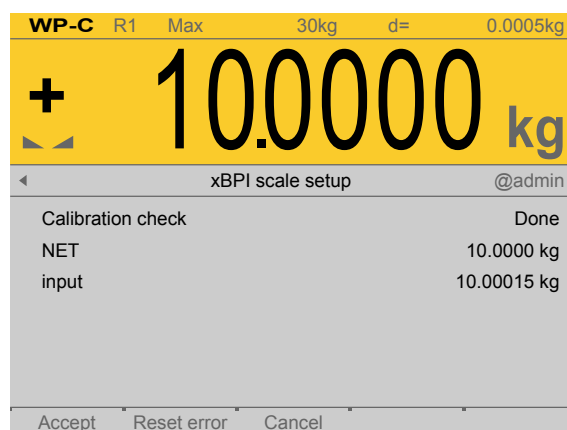 WP-C R1 Max 30kg d= 0.0005kg
+ 10.0000 kg
xBPI scale setup @admin
Calibration check Done
NET 10.0000 kg
input 10.00015 kg
Accept Reset error Cancel